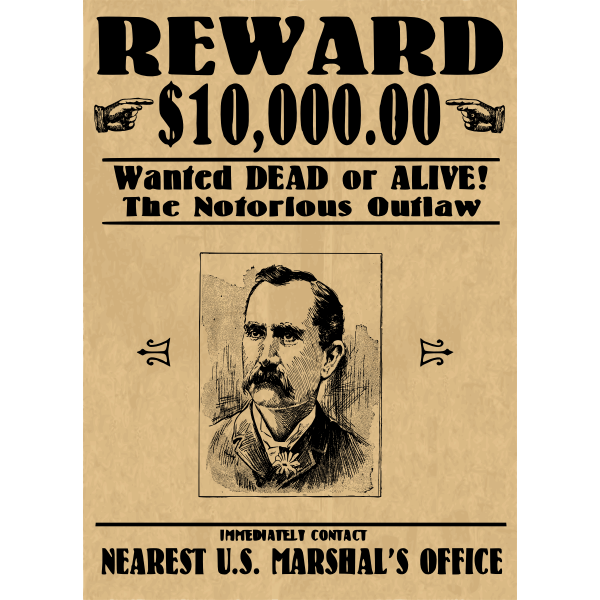 REWARD
$10,000.00
Wanted DEAD or ALIVE!
The Notorious Outlaw
IMMEDIATELY CONTACT
NEAREST U.S. MARSHAL'S OFFICE